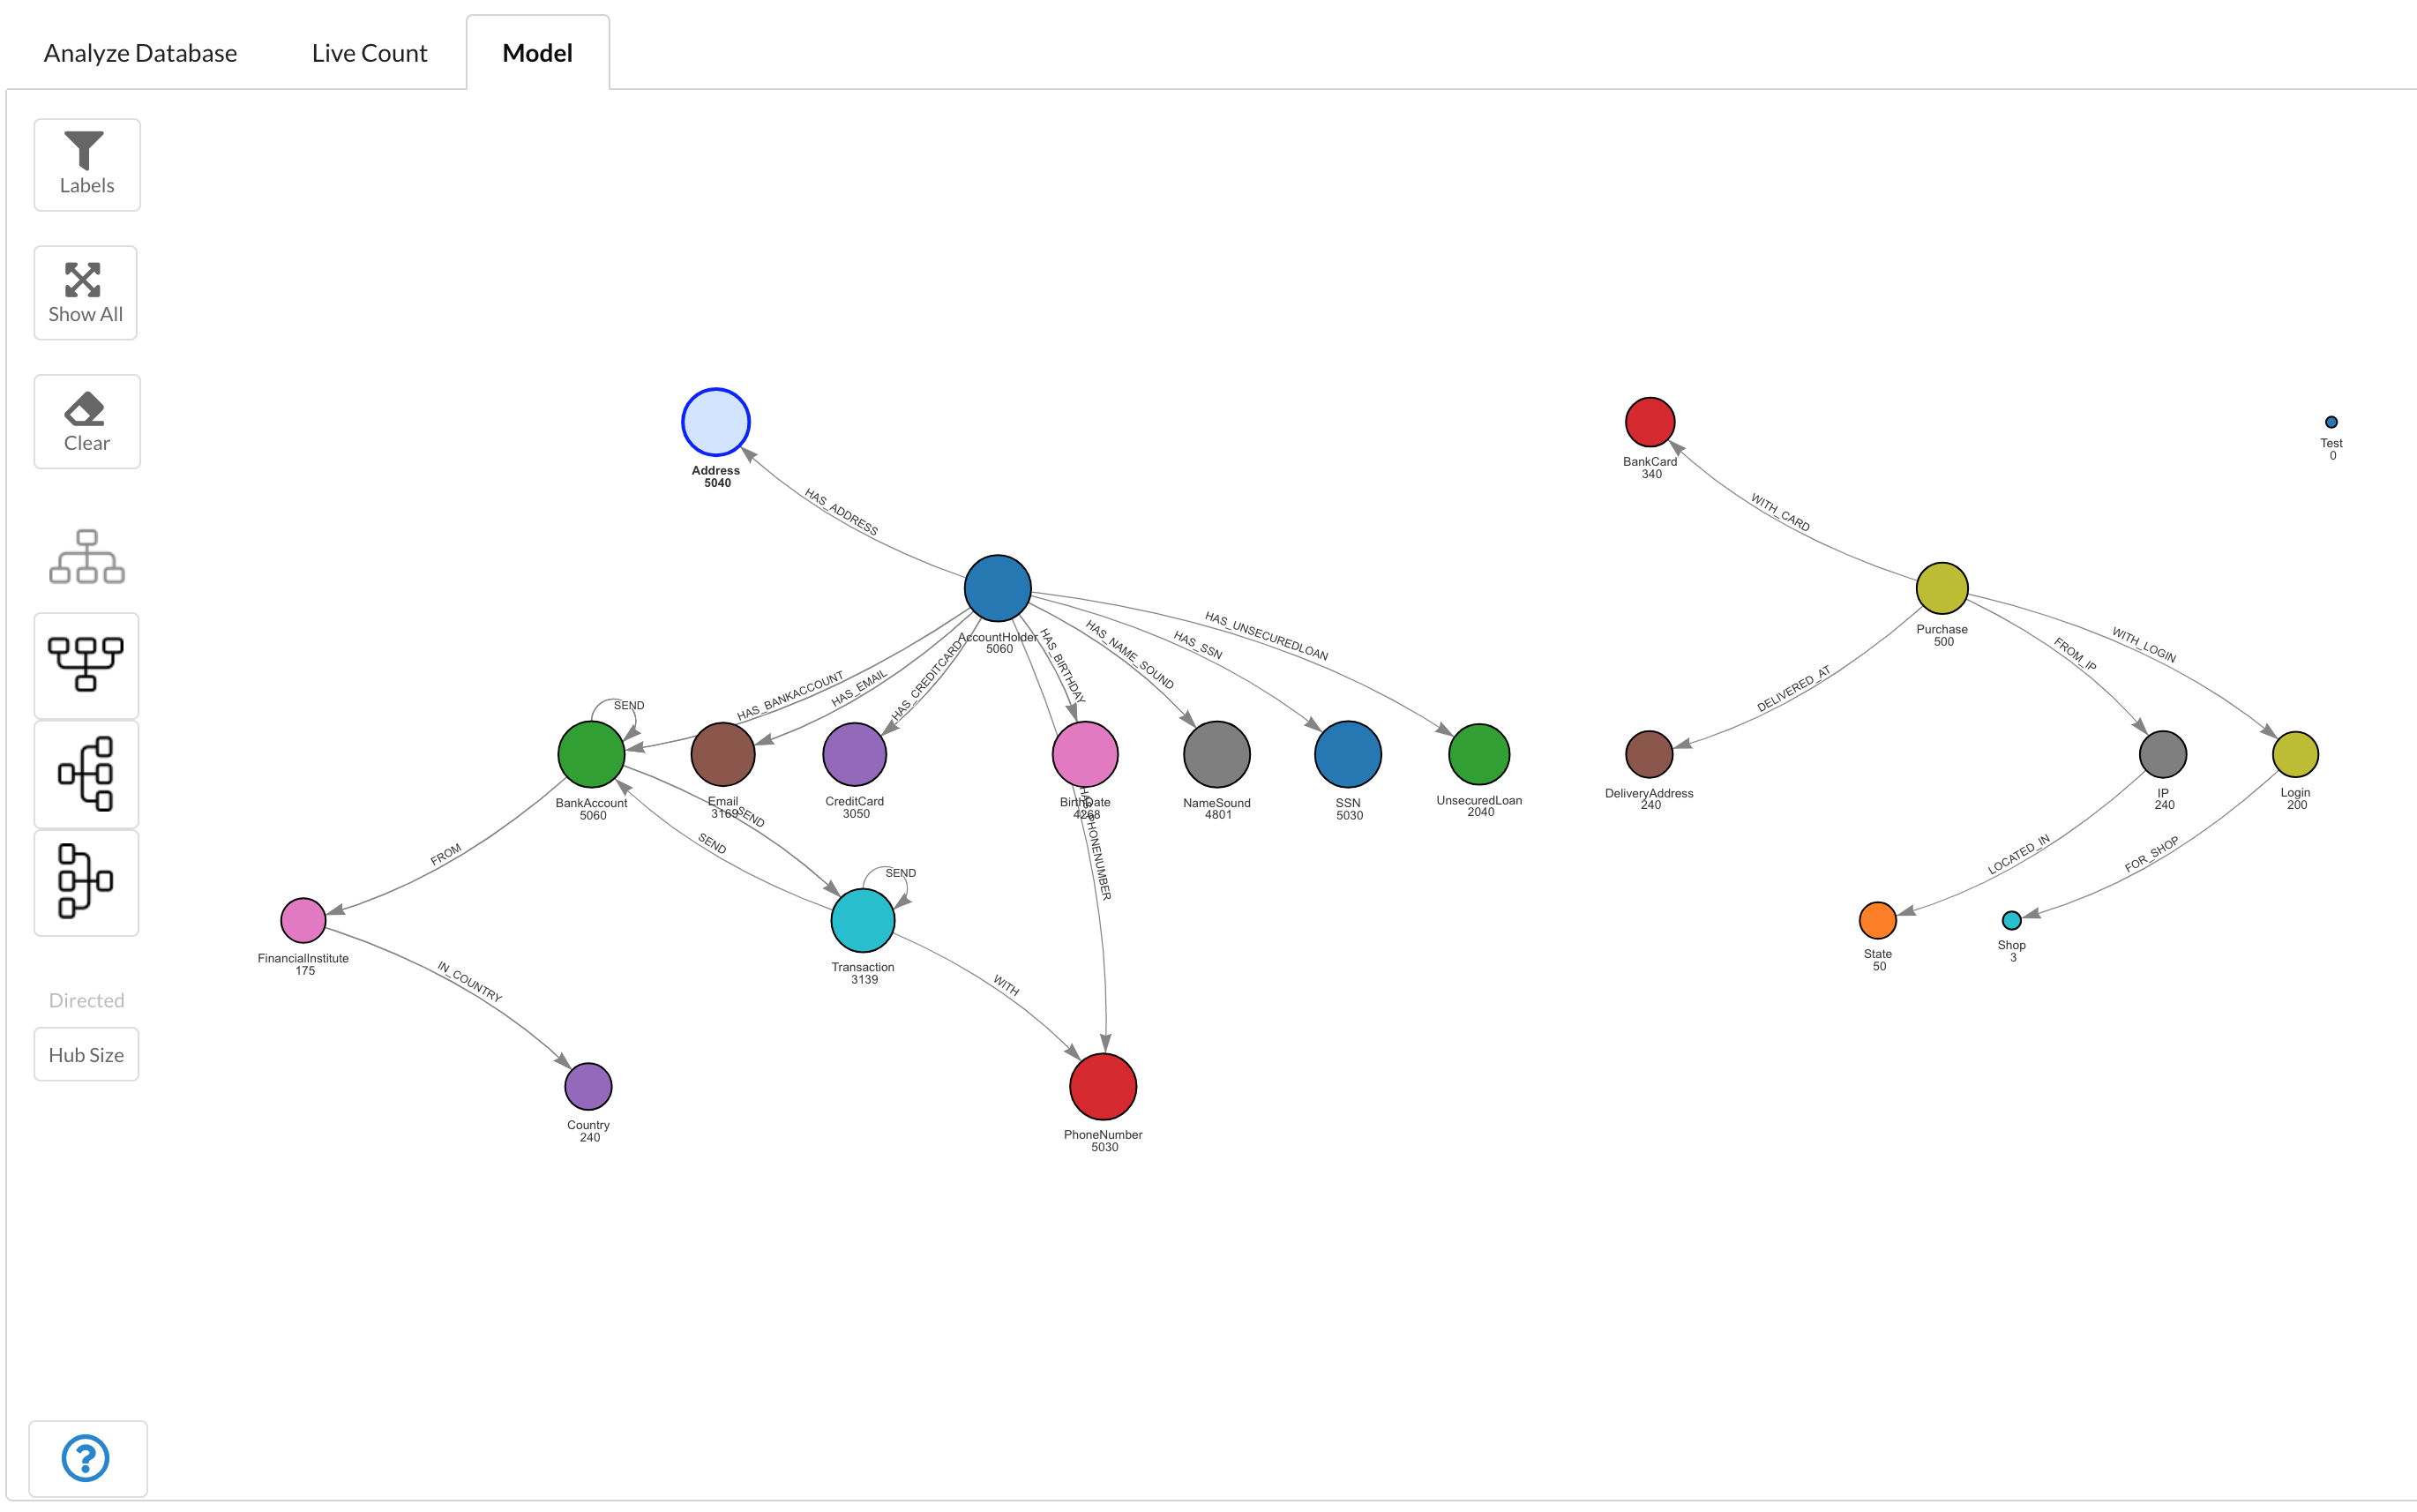 Analyze Database
Live Count
Model
Labels
Show All
Clear
Directed
Hub Size
Address
5040
HAS_ADDRESS
AccountHolder
5060
HAS_BANKACCOUNT
HAS_EMAIL
HAS_CREDITCARD
HAS_BIRTHDAY
HAS_NAME_SOUND
HAS_SSN
HAS_UNSECUREDLOAN
HAS_PHONENUMBER
SEND
BankAccount
5060
Email
3169
CreditCard
3050
BirthDate
4268
NameSound
4801
SSN
5030
UnsecuredLoan
2040
SEND
SEND
FROM
SEND
FinancialInstitute
175
Transaction
3139
IN_COUNTRY
WITH
Country
240
PhoneNumber
5030
BankCard
340
Test
0
WITH_CARD
Purchase
500
DELIVERED_AT
FROM_IP
WITH_LOGIN
DeliveryAddress
240
IP
240
Login
200
LOCATED_IN
FOR_SHOP
State
50
Shop
3
?